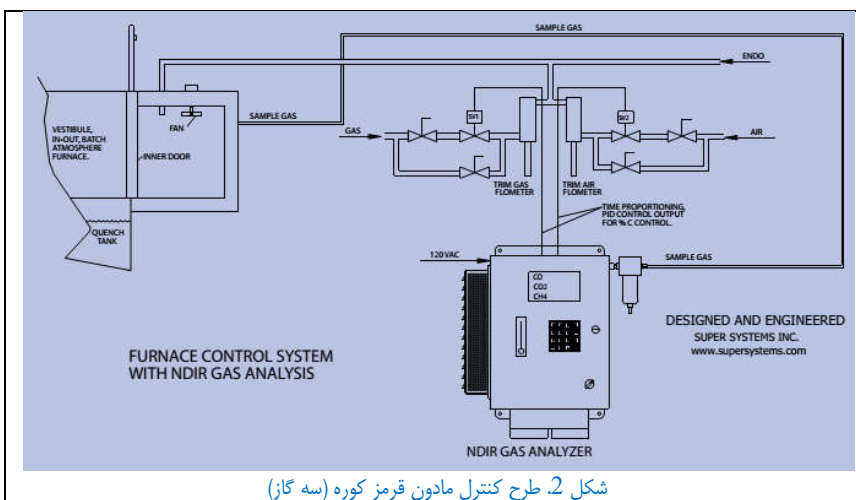 SAMPLE GAS
ENDO
SV1
SV2
FAN
SAMPLE GAS
GAS
AIR
VESTIBULE,
IN-OUT, BATCH
ATMOSPHERE
FURNACE.
INNER DOOR
TRIM GAS
FLOMETER
TRIM AIR
FLOMETER
TIME PROPORTIONING,
PID CONTROL OUTPUT
FOR % C CONTROL.
QUENCH
TANK
120 VAC
SAMPLE GAS
CO
CO2
CH4
DESIGNED AND ENGINEERED
SUPER SYSTEMS INC.
www.supersystems.com
FURNACE CONTROL SYSTEM
WITH NDIR GAS ANALYSIS
NDIR GAS ANALYZER
شکل 2. طرح کنترل مادون قرمز کوره (سه گاز)